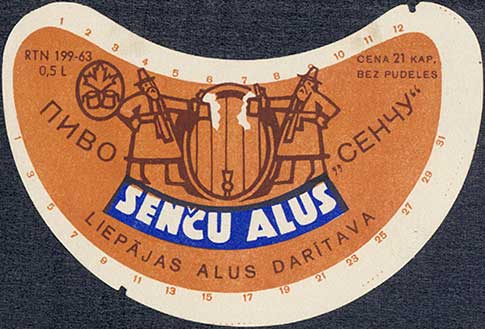 1 2 3 4 5 6 7 8 9 10 11 12
RTN 199-63
0,5 L
CENA 21 KAP.
BEZ PUDELES
ПИВО „СЕНЧУ“
SENČU ALUS
LIEPĀJAS ALUS DARĪTAVA
1 3 5 7 9 11 13 15 17 19 21 23 25 27 29 31